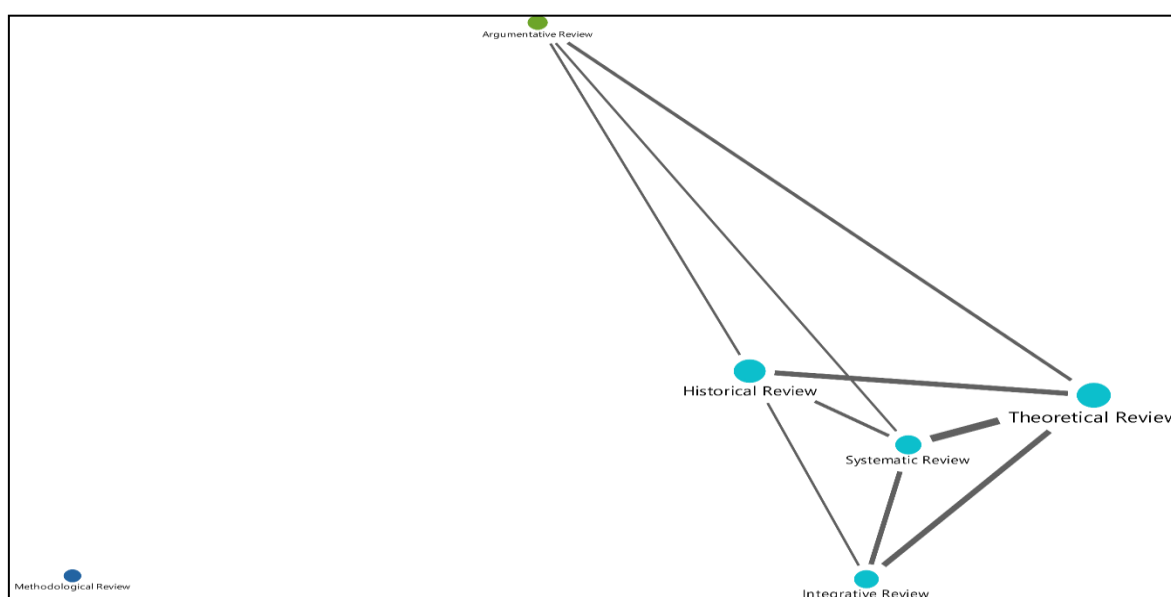 Argumentative Review
Historical Review
Theoretical Review
Systematic Review
Methodological Review
Integrative Review